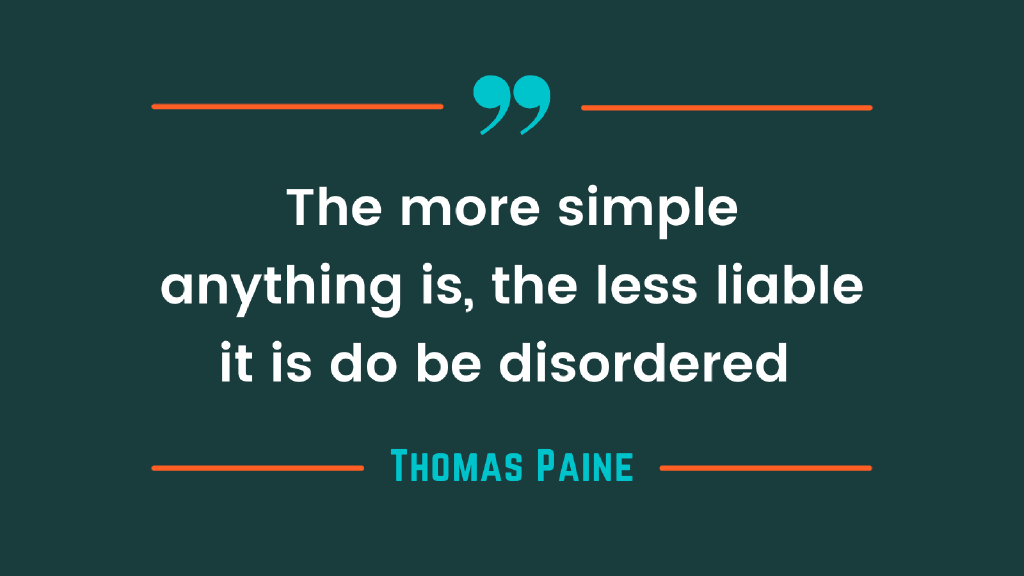 The more simple
anything is, the less liable
it is do be disordered
Thomas Paine